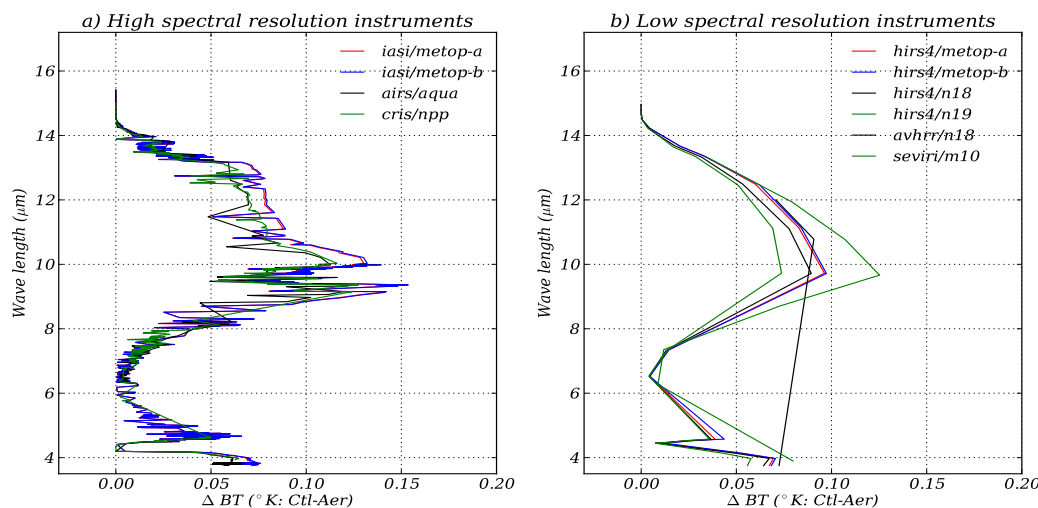 a) High spectral resolution instruments
iasi/metop-a
iasi/metop-b
airs/aqua
cris/npp
Wave length (μm)
16
14
12
10
8
6
4
0.00 0.05 0.10 0.15 0.20
Δ BT (°K: Ctl-Aer)
b) Low spectral resolution instruments
hirs4/metop-a
hirs4/metop-b
hirs4/n18
hirs4/n19
avhrr/n18
seviri/m10
Wave length (μm)
16
14
12
10
8
6
4
0.00 0.05 0.10 0.15 0.20
Δ BT (°K: Ctl-Aer)